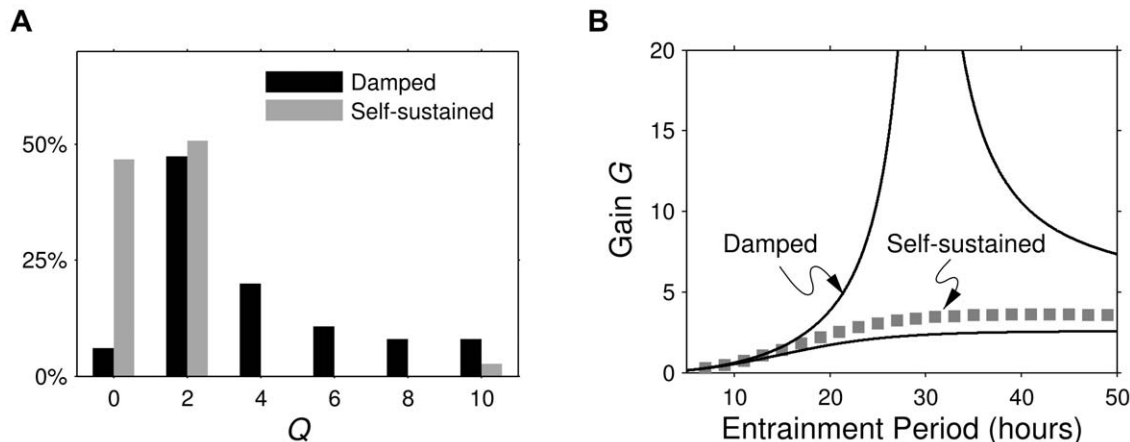 A
Damped
Self-sustained
50%
25%
0%
0 2 4 6 8 10
Q
B
20
15
10
5
0
Gain G
Damped
Self-sustained
10 20 30 40 50
Entrainment Period (hours)